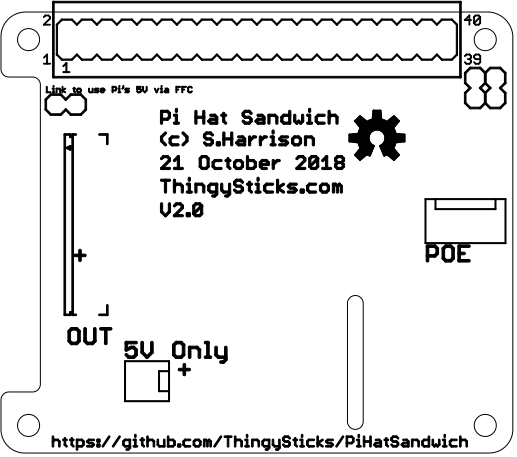 2 40
1 39
1
Link to use Pi's 5V via FFC
Pi Hat Sandwich
(c) S.Harrison
21 October 2018
ThingySticks.com
V2.0
+
POE
OUT
5V Only
+
https://github.com/ThingySticks/PiHatSandwich